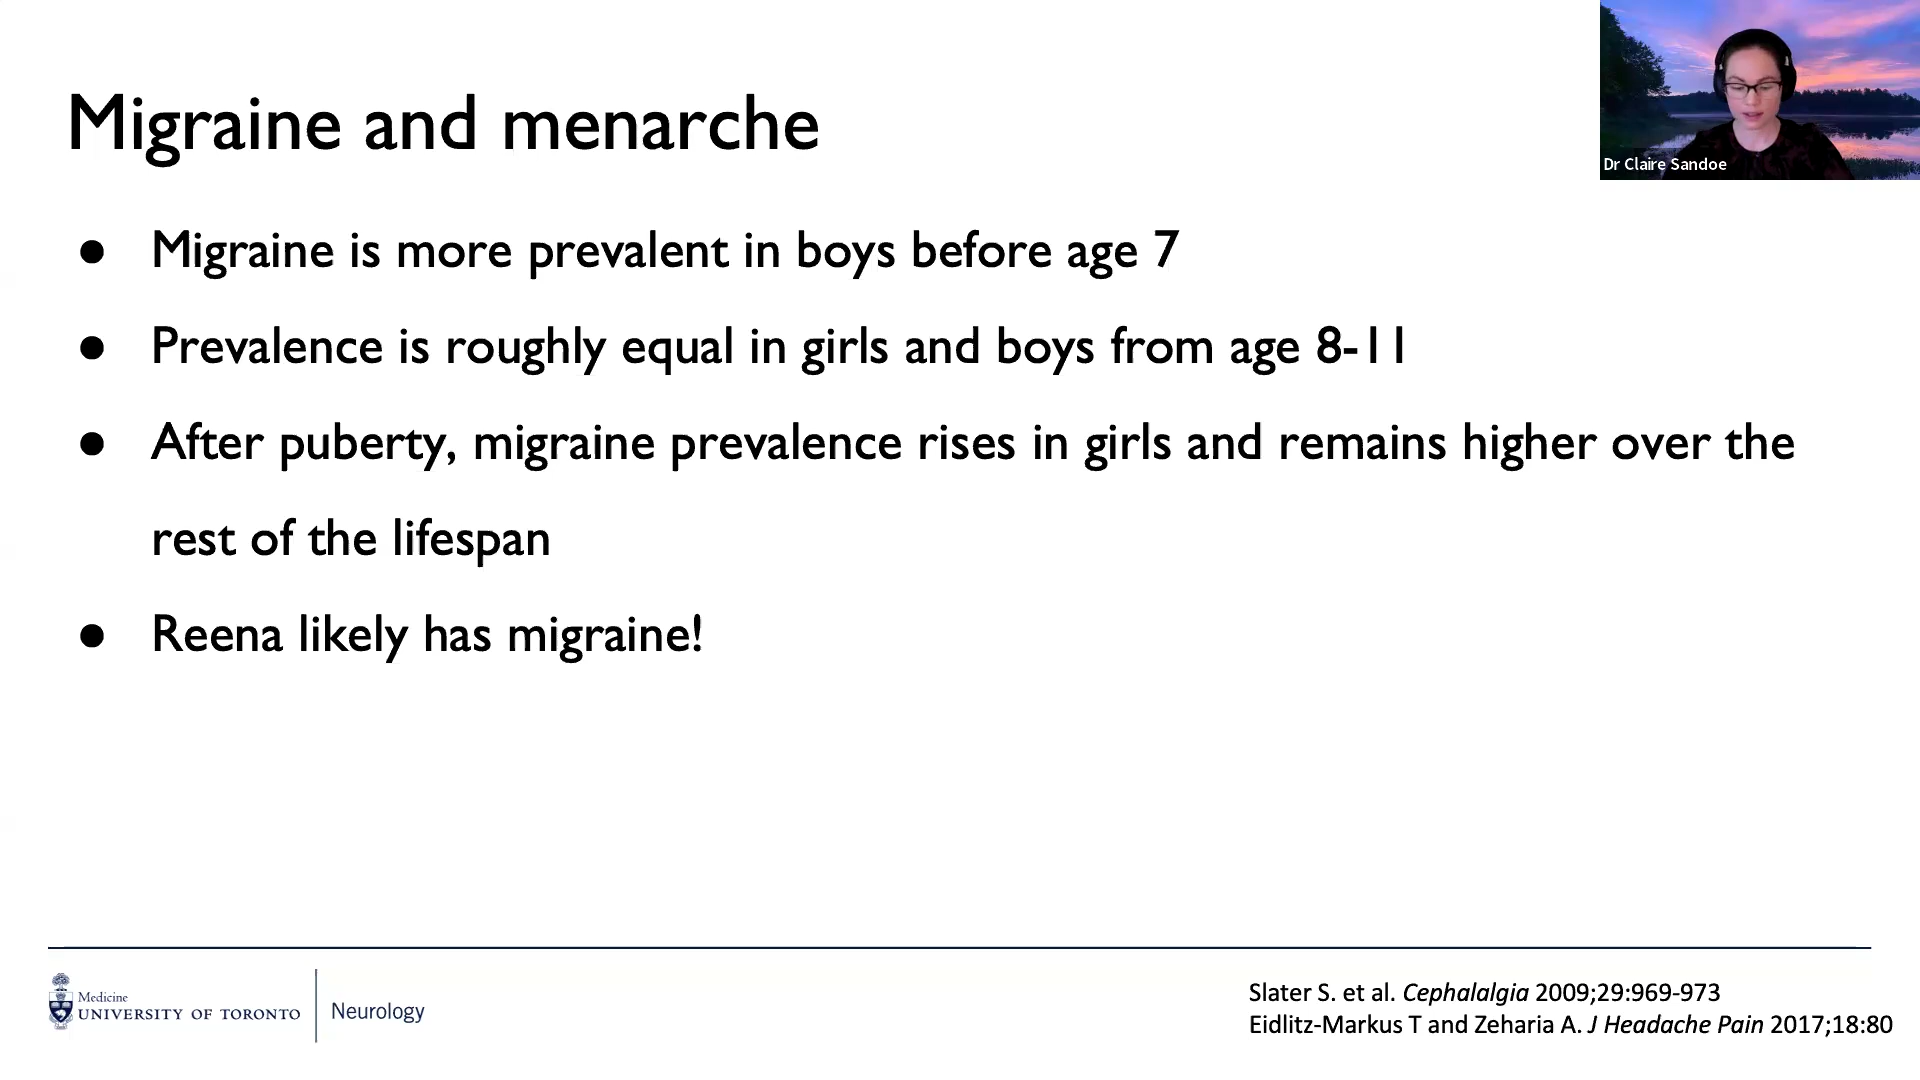 Migraine and menarche
Dr Claire Sandoe
● Migraine is more prevalent in boys before age 7
● Prevalence is roughly equal in girls and boys from age 8-11
● After puberty, migraine prevalence rises in girls and remains higher over the
rest of the lifespan
● Reena likely has migraine!
Medicine
UNIVERSITY OF TORONTO
Neurology
Slater S. et al. Cephalalgia 2009;29:969-973
Eidlitz-Markus T and Zeharia A. J Headache Pain 2017;18:80